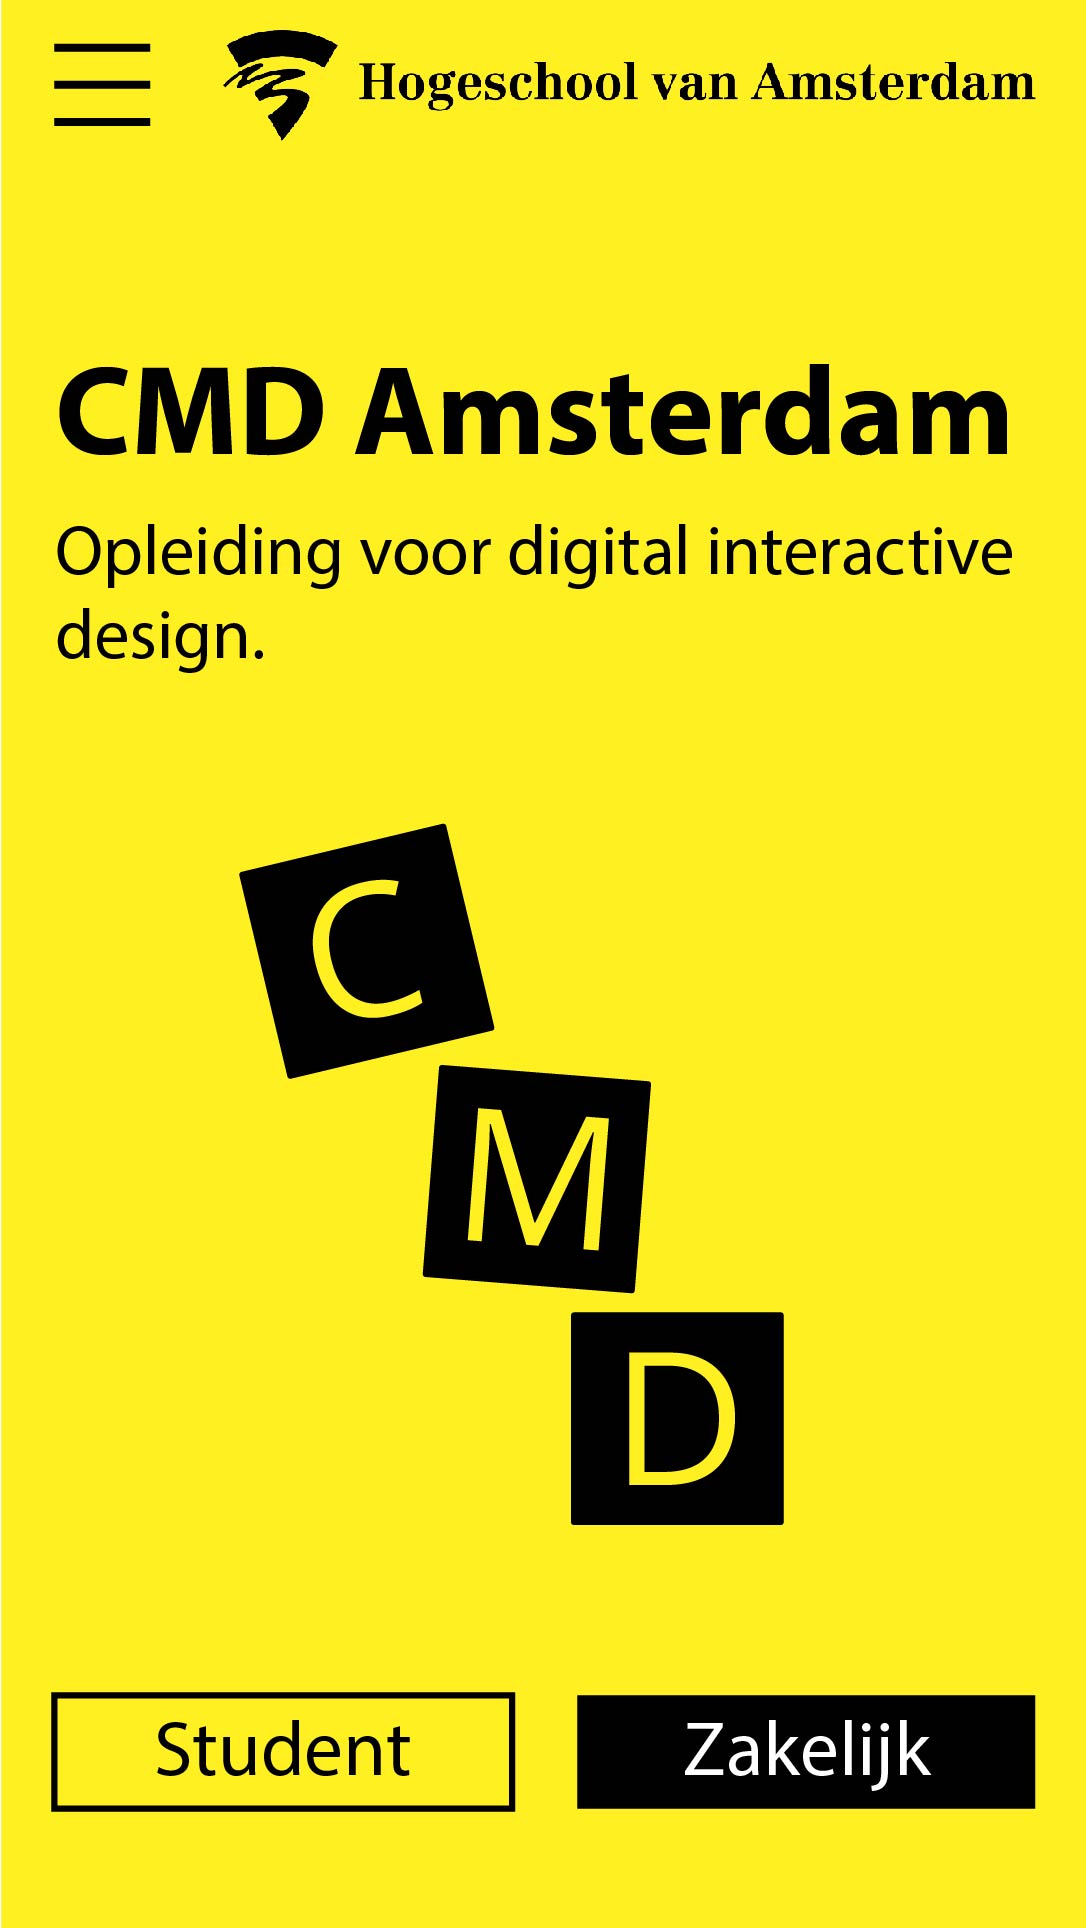 Hogeschool van Amsterdam
CMD Amsterdam
Opleiding voor digital interactive
design.
C
M
D
Student
Zakelijk